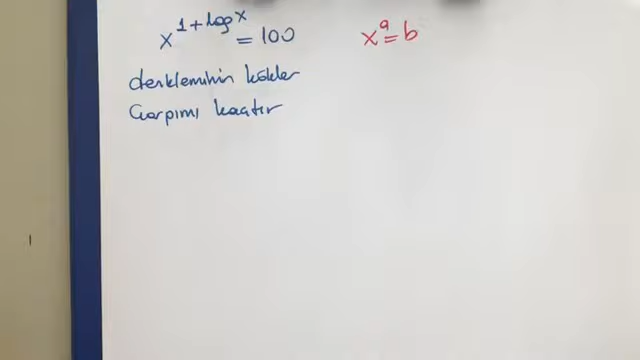 x^{1+log x} = 100
x^a = b
denkleminin kökler
Çarpımı kaçtır